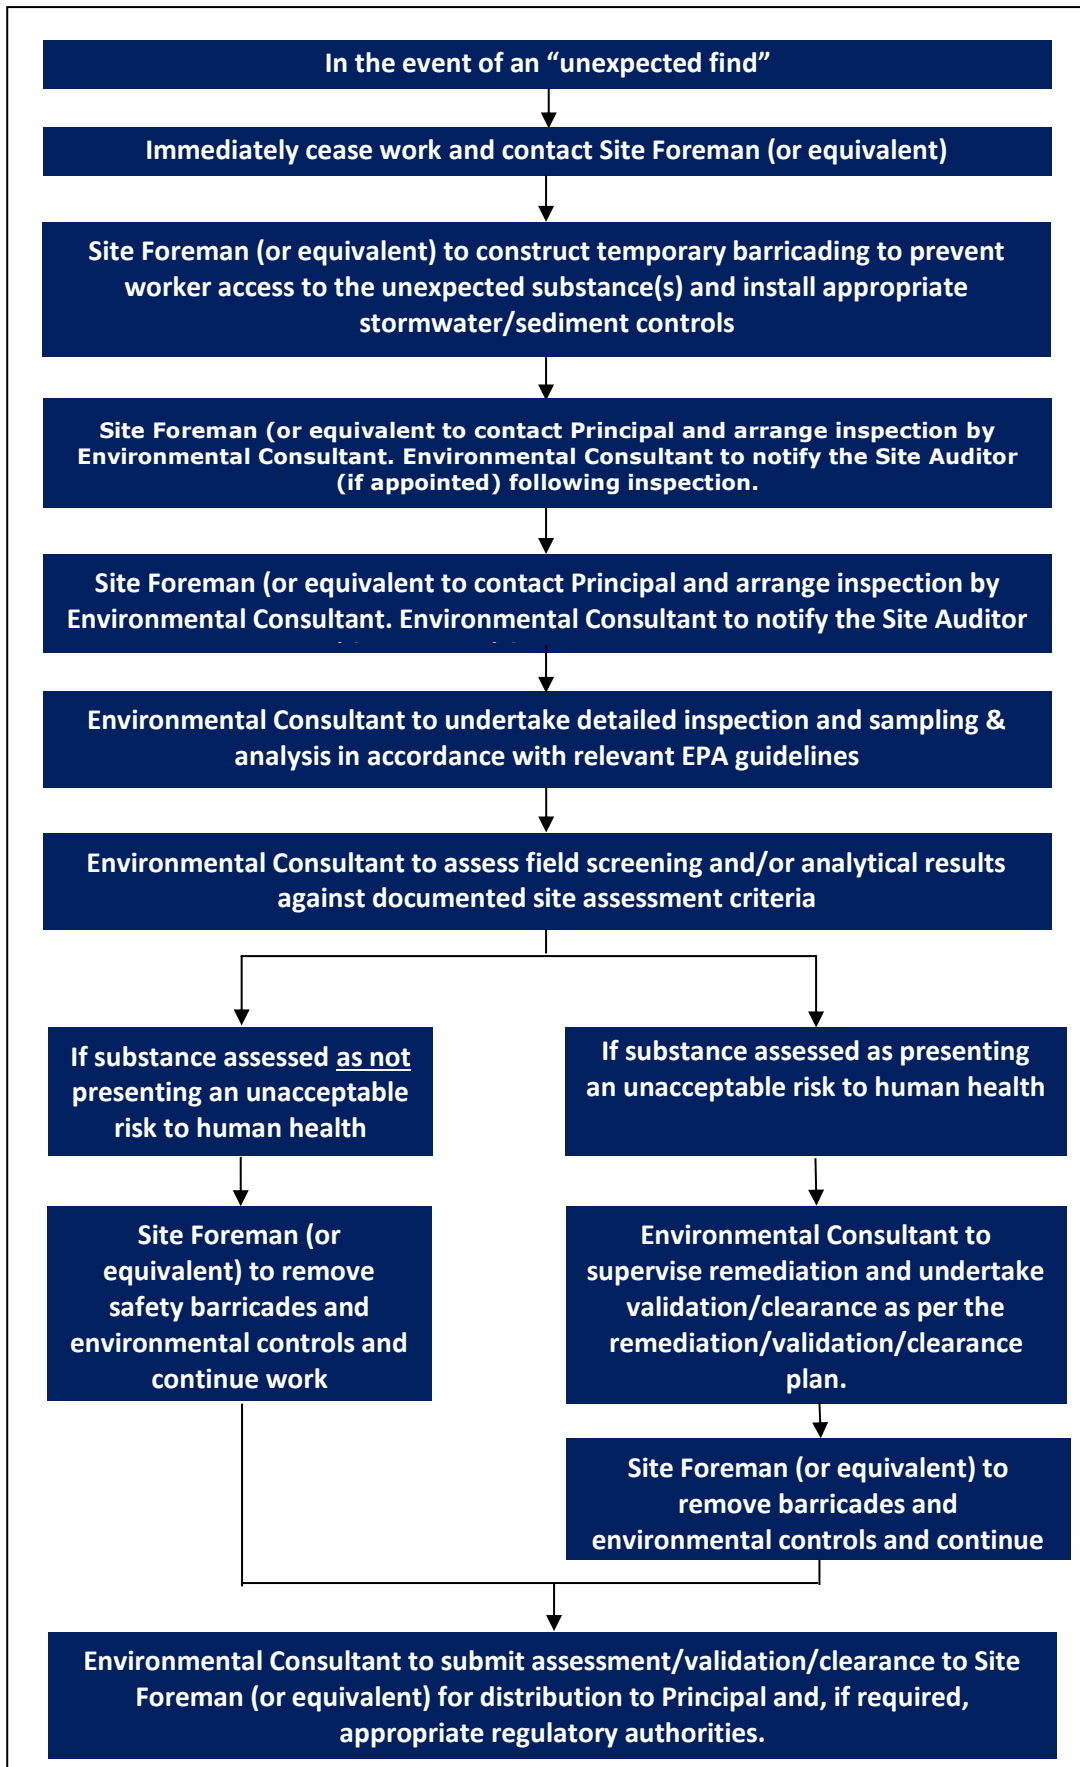 In the event of an “unexpected find”
Immediately cease work and contact Site Foreman (or equivalent)
Site Foreman (or equivalent) to construct temporary barricading to prevent
worker access to the unexpected substance(s) and install appropriate
stormwater/sediment controls
Site Foreman (or equivalent to contact Principal and arrange inspection by
Environmental Consultant. Environmental Consultant to notify the Site Auditor
(if appointed) following inspection.
Site Foreman (or equivalent to contact Principal and arrange inspection by
Environmental Consultant. Environmental Consultant to notify the Site Auditor
Environmental Consultant to undertake detailed inspection and sampling &
analysis in accordance with relevant EPA guidelines
Environmental Consultant to assess field screening and/or analytical results
against documented site assessment criteria
If substance assessed as not
presenting an unacceptable
risk to human health
If substance assessed as presenting
an unacceptable risk to human health
Site Foreman (or
equivalent) to remove
safety barricades and
environmental controls and
continue work
Environmental Consultant to
supervise remediation and undertake
validation/clearance as per the
remediation/validation/clearance
plan.
Site Foreman (or equivalent) to
remove barricades and
environmental controls and continue
Environmental Consultant to submit assessment/validation/clearance to Site
Foreman (or equivalent) for distribution to Principal and, if required,
appropriate regulatory authorities.